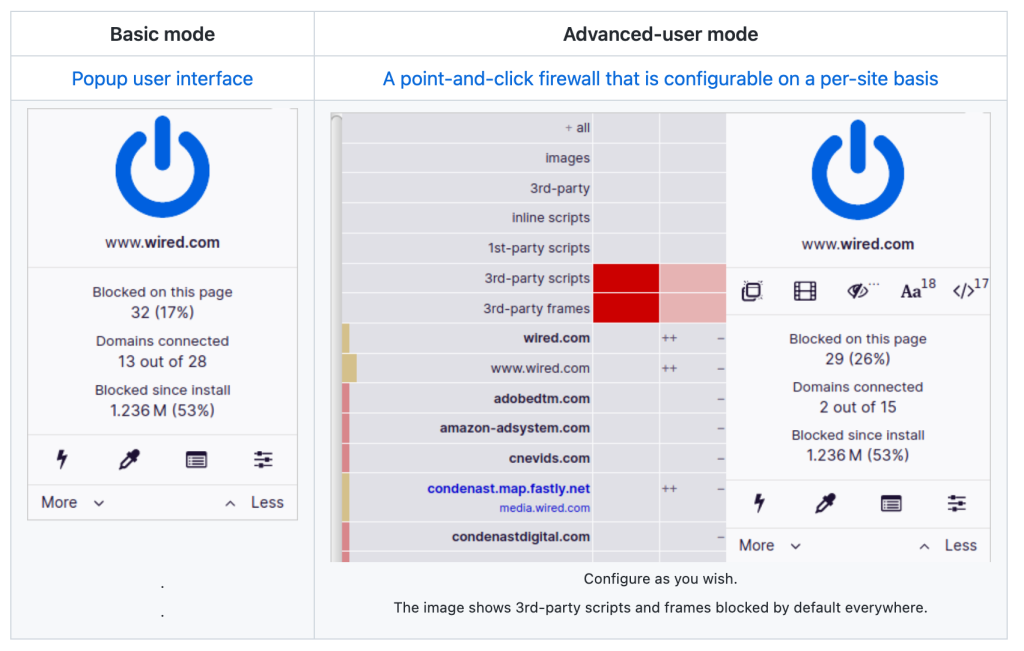 Basic mode
Advanced-user mode
Popup user interface
A point-and-click firewall that is configurable on a per-site basis
www.wired.com
Blocked on this page
32 (17%)
Domains connected
13 out of 28
Blocked since install
1.236 M (53%)
More
Less
.
.
+ all
images
3rd-party
inline scripts
1st-party scripts
3rd-party scripts
3rd-party frames
wired.com ++ –
www.wired.com ++ –
adobedtm.com –
amazon-adsystem.com –
cnevids.com –
condenast.map.fastly.net ++ –
media.wired.com
condenastdigital.com –
www.wired.com
Aa18 </>17
Blocked on this page
29 (26%)
Domains connected
2 out of 15
Blocked since install
1.236 M (53%)
More
Less
Configure as you wish.
The image shows 3rd-party scripts and frames blocked by default everywhere.